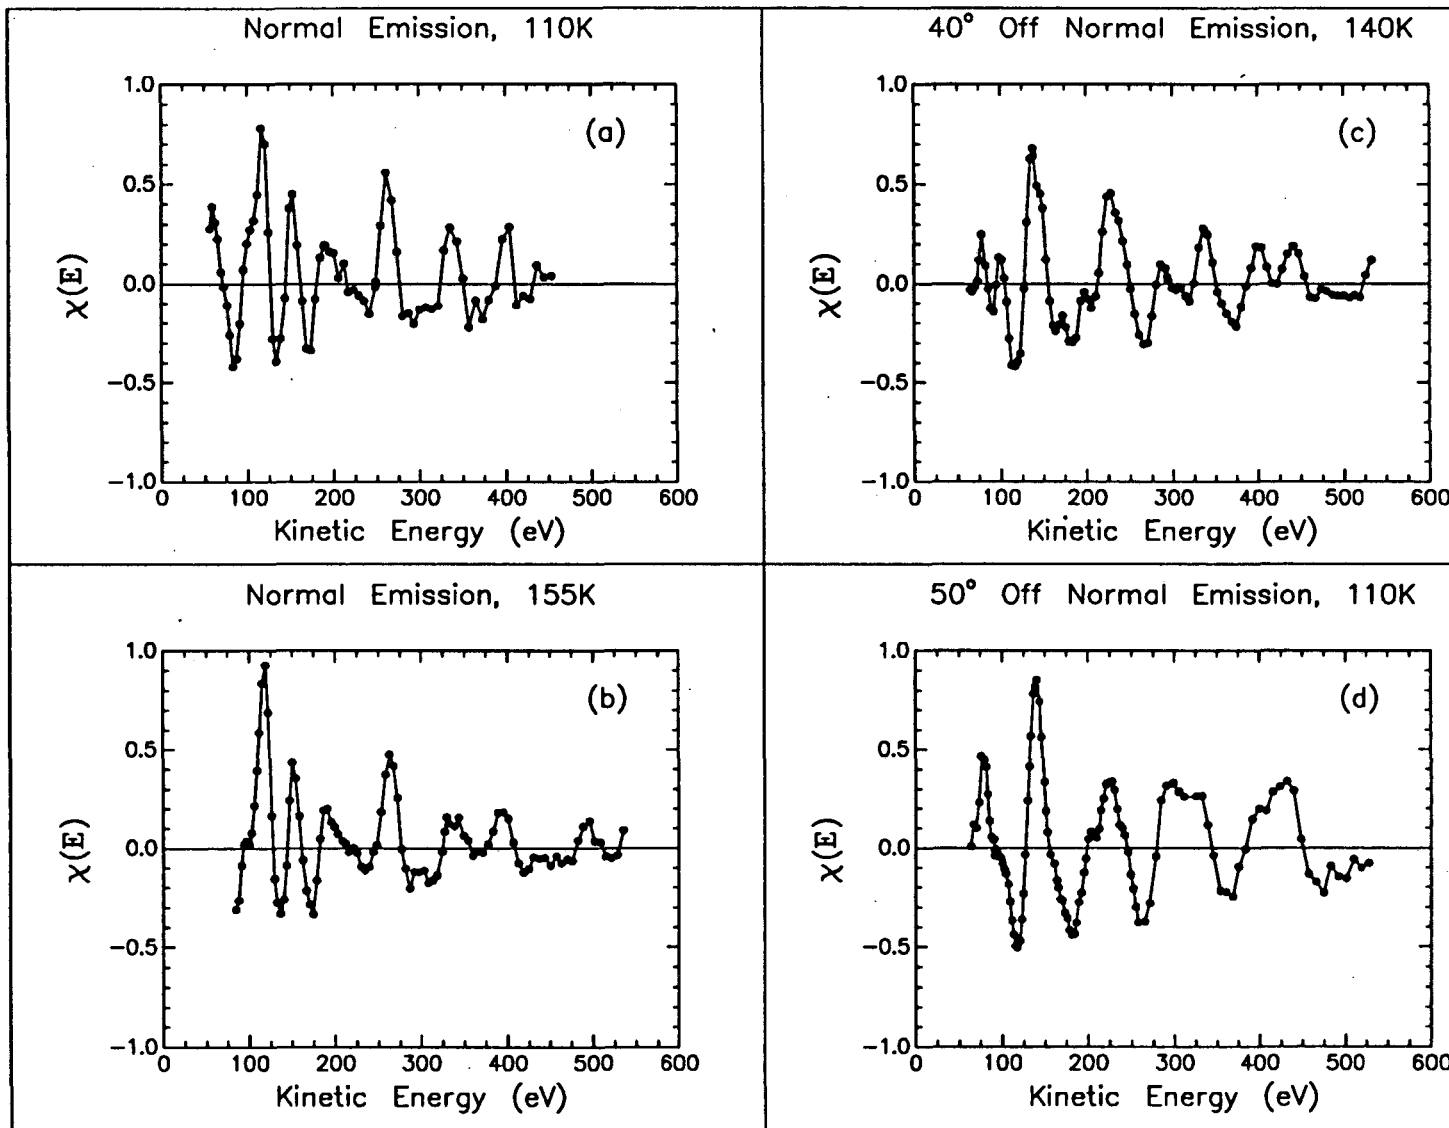 Normal Emission, 110K
(a)
1.0
0.5
0.0
−0.5
−1.0
χ(E)
0 100 200 300 400 500 600
Kinetic Energy (eV)
40° Off Normal Emission, 140K
(c)
1.0
0.5
0.0
−0.5
−1.0
χ(E)
0 100 200 300 400 500 600
Kinetic Energy (eV)
Normal Emission, 155K
(b)
1.0
0.5
0.0
−0.5
−1.0
χ(E)
0 100 200 300 400 500 600
Kinetic Energy (eV)
50° Off Normal Emission, 110K
(d)
1.0
0.5
0.0
−0.5
−1.0
χ(E)
0 100 200 300 400 500 600
Kinetic Energy (eV)